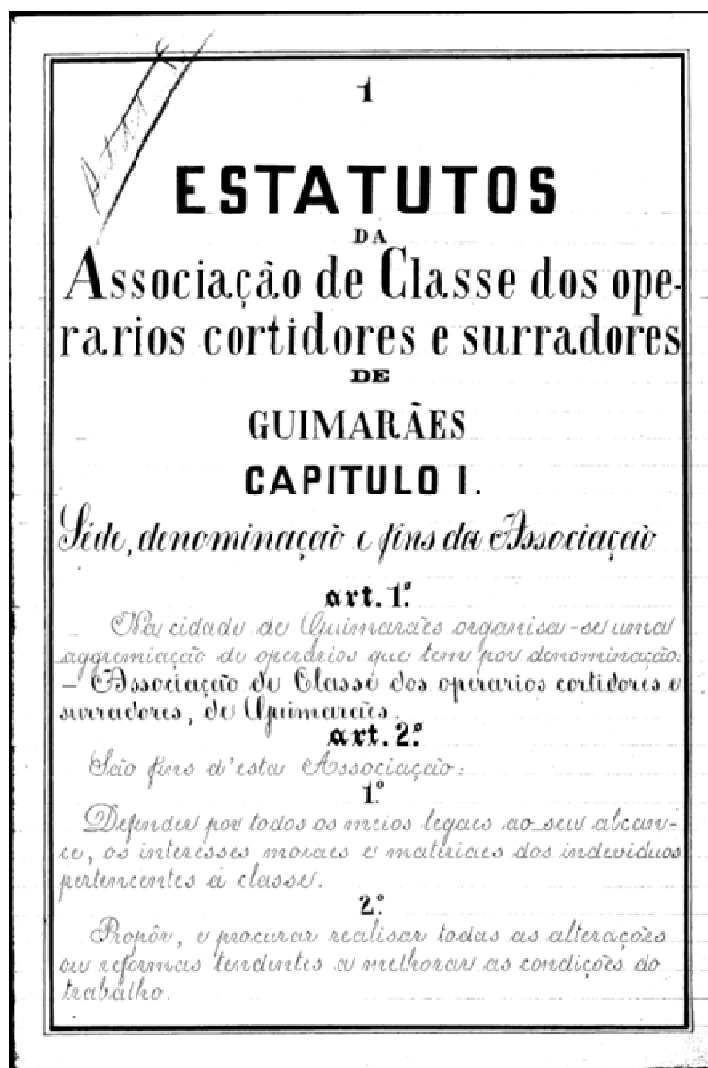 1
ESTATUTOS
DA
Associação de Classe dos ope-
rarios cortidores e surradores
DE
GUIMARÃES
CAPITULO I.
Séde, denominação e fins da Associação
art. 1.º
Na cidade de Guimarães organisa-se uma
aggremiação de operarios que tem por denominação:
– Associação de Classe dos operarios cortidores e
surradores, de Guimarães.
art. 2.º
São fins d'esta Associação:
1.º
Defender por todos os meios legaes ao seu alcan-
ce, os interesses moraes e materiaes dos individuos
pertencentes á classe.
2.º
Propôr, e procurar realisar todas as alterações
ou reformas tendentes a melhorar as condições do
trabalho.